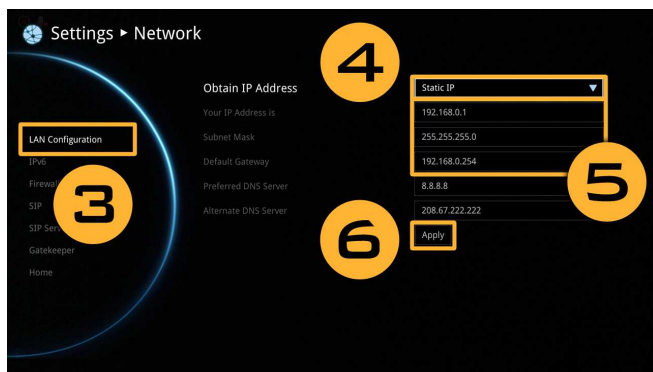 Settings ▸ Network
4
Obtain IP Address Static IP
Your IP Address is 192.168.0.1
LAN Configuration Subnet Mask 255.255.255.0
IPv6 Default Gateway 192.168.0.254
Preferred DNS Server 8.8.8.8
5
3
SIP Alternate DNS Server 208.67.222.222
6 Apply
Gatekeeper
Home